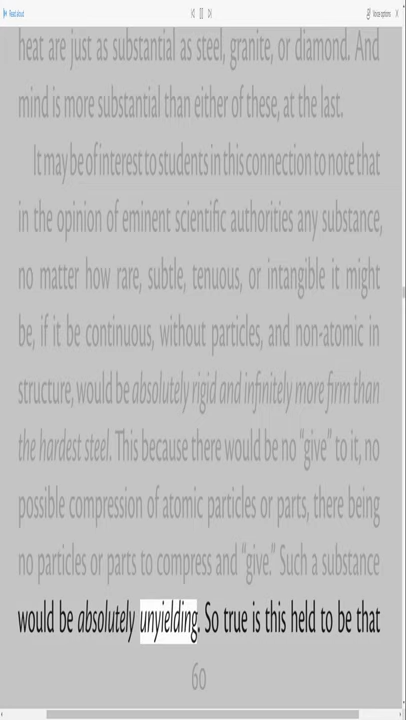 Read aloud
Voice options
heat are just as substantial as steel, granite, or diamond. And
mind is more substantial than either of these, at the last.
It may be of interest to students in this connection to note that
in the opinion of eminent scientific authorities any substance,
no matter how rare, subtle, tenuous, or intangible it might
be, if it be continuous, without particles, and non-atomic in
structure, would be absolutely rigid and infinitely more firm than
the hardest steel. This because there would be no “give” to it, no
possible compression of atomic particles or parts, there being
no particles or parts to compress and “give.” Such a substance
would be absolutely unyielding. So true is this held to be that
60